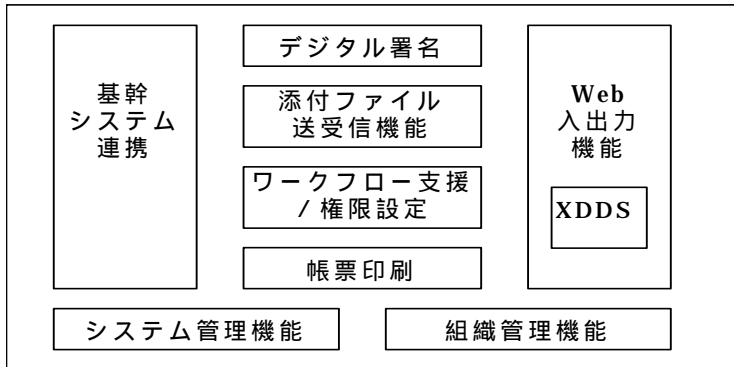 基幹
システム
連携
デジタル署名
添付ファイル
送受信機能
ワークフロー支援
/権限設定
帳票印刷
Web
入出力
機能
XDDS
システム管理機能
組織管理機能